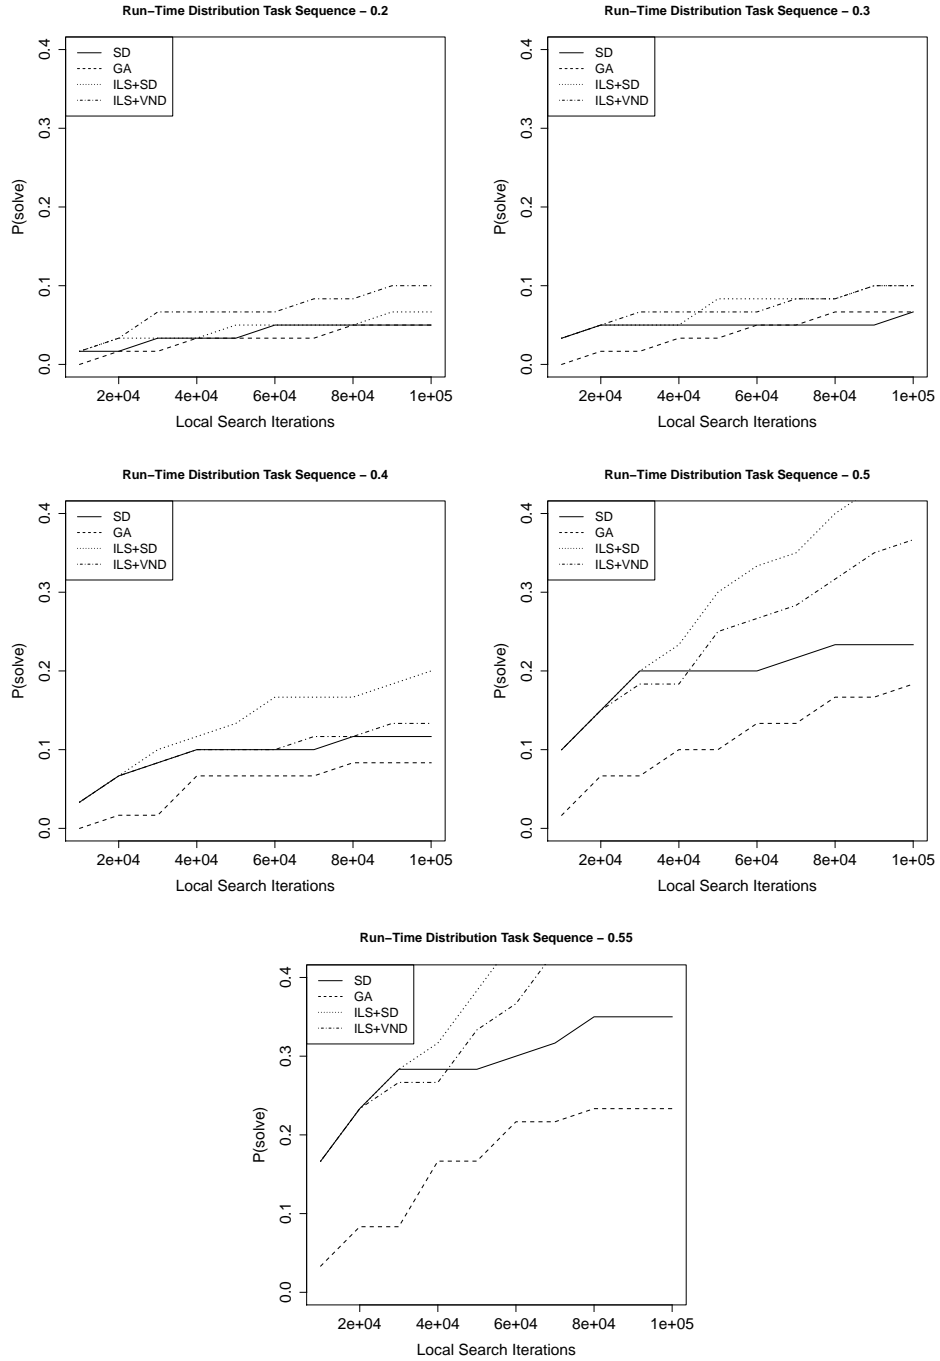 Run−Time Distribution Task Sequence − 0.2
SD
GA
ILS+SD
ILS+VND
P(solve)
0.0 0.1 0.2 0.3 0.4
2e+04 4e+04 6e+04 8e+04 1e+05
Local Search Iterations
Run−Time Distribution Task Sequence − 0.3
SD
GA
ILS+SD
ILS+VND
P(solve)
0.0 0.1 0.2 0.3 0.4
2e+04 4e+04 6e+04 8e+04 1e+05
Local Search Iterations
Run−Time Distribution Task Sequence − 0.4
SD
GA
ILS+SD
ILS+VND
P(solve)
0.0 0.1 0.2 0.3 0.4
2e+04 4e+04 6e+04 8e+04 1e+05
Local Search Iterations
Run−Time Distribution Task Sequence − 0.5
SD
GA
ILS+SD
ILS+VND
P(solve)
0.0 0.1 0.2 0.3 0.4
2e+04 4e+04 6e+04 8e+04 1e+05
Local Search Iterations
Run−Time Distribution Task Sequence − 0.55
SD
GA
ILS+SD
ILS+VND
P(solve)
0.0 0.1 0.2 0.3 0.4
2e+04 4e+04 6e+04 8e+04 1e+05
Local Search Iterations